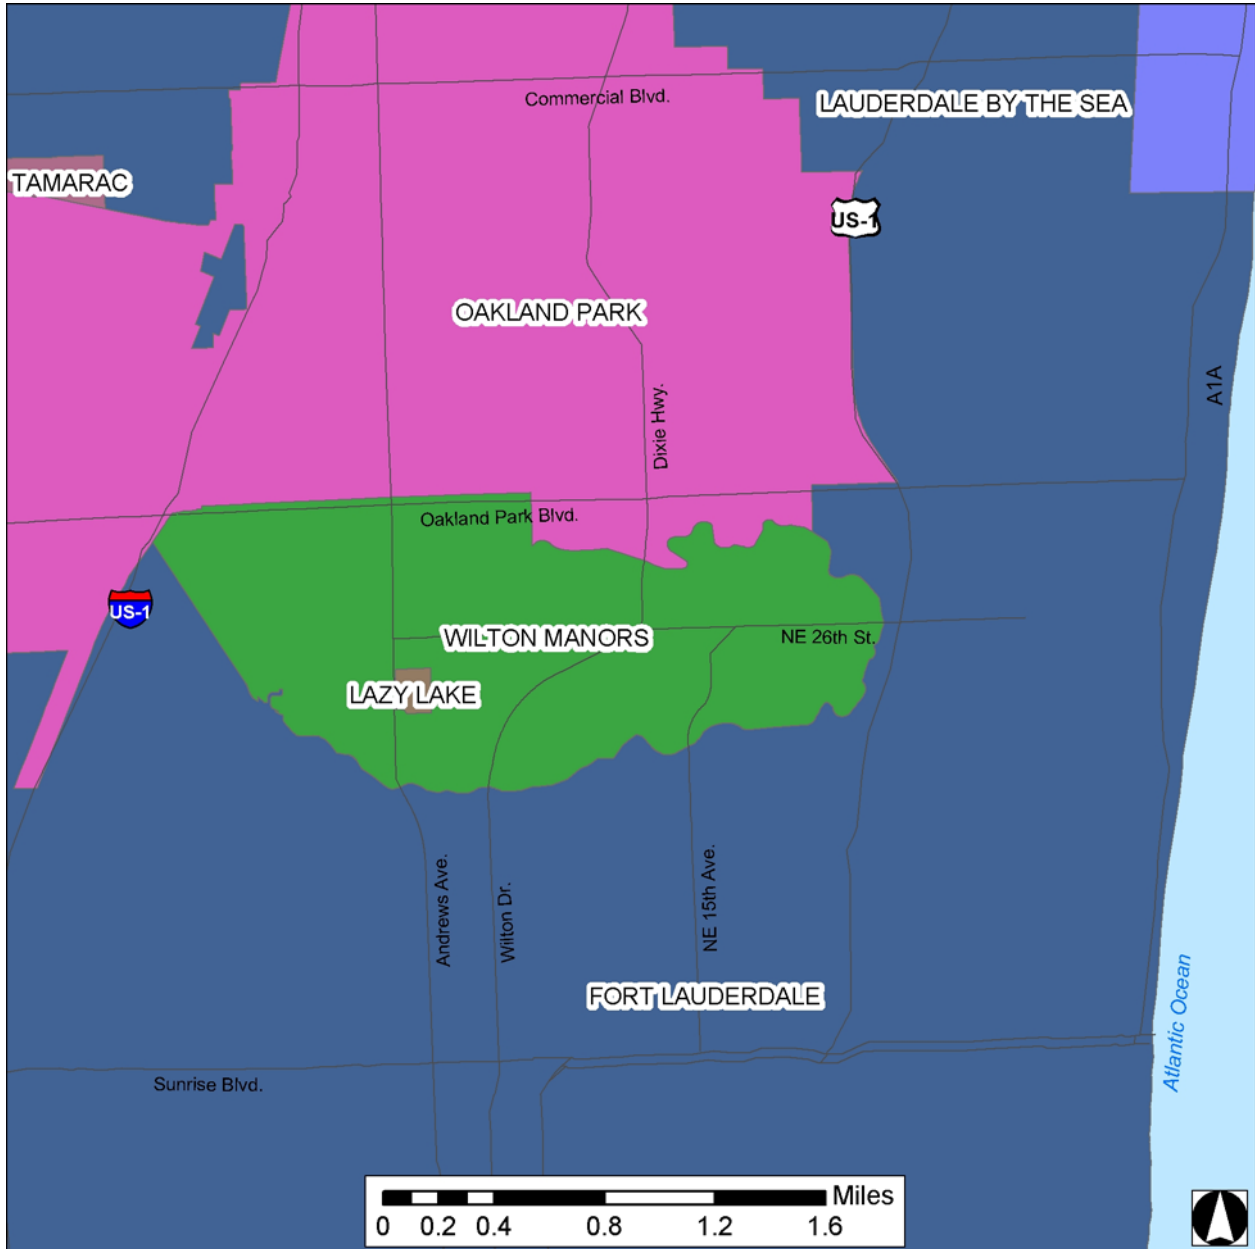 Commercial Blvd.
LAUDERDALE BY THE SEA
TAMARAC
US-1
OAKLAND PARK
A1A
Dixie Hwy.
Oakland Park Blvd.
US-1
WILTON MANORS
NE 26th St.
LAZY LAKE
Andrews Ave.
Wilton Dr.
NE 15th Ave.
FORT LAUDERDALE
Atlantic Ocean
Sunrise Blvd.
Miles
0 0.2 0.4 0.8 1.2 1.6